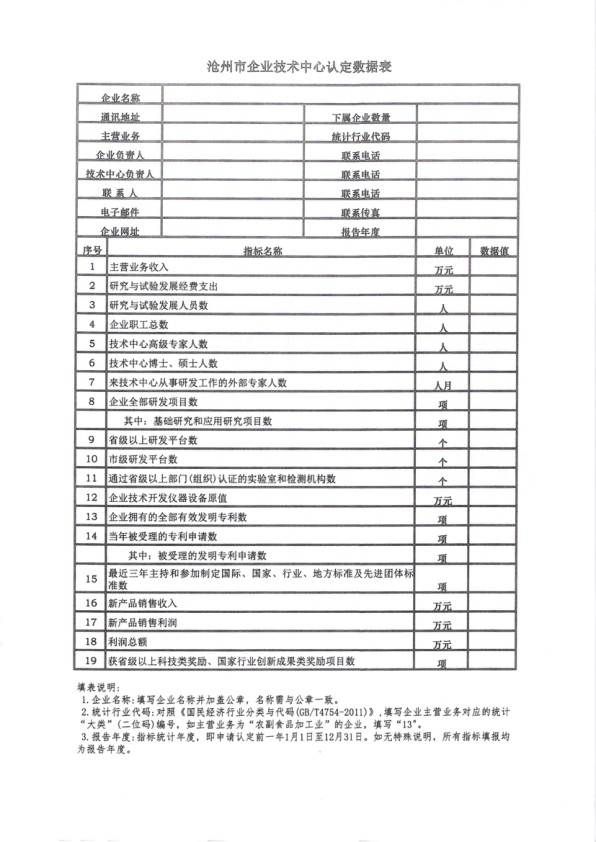 沧州市企业技术中心认定数据表
企业名称
通讯地址 下属企业数量
主营业务 统计行业代码
企业负责人 联系电话
技术中心负责人 联系电话
联 系 人 联系电话
电子邮件 联系传真
企业网址 报告年度
序号 指标名称 单位 数据值
1 主营业务收入 万元
2 研究与试验发展经费支出 万元
3 研究与试验发展人员数 人
4 企业职工总数 人
5 技术中心高级专家人数 人
6 技术中心博士、硕士人数 人
7 来技术中心从事研发工作的外部专家人数 人月
8 企业全部研发项目数 项
其中: 基础研究和应用研究项目数 项
9 省级以上研发平台数 个
10 市级研发平台数 个
11 通过省级以上部门(组织)认证的实验室和检测机构数 个
12 企业技术开发仪器设备原值 万元
13 企业拥有的全部有效发明专利数 项
14 当年被受理的专利申请数 项
其中: 被受理的发明专利申请数 项
15 最近三年主持和参加制定国际、国家、行业、地方标准及先进团体标
准数 项
16 新产品销售收入 万元
17 新产品销售利润 万元
18 利润总额 万元
19 获省级以上科技类奖励、国家行业创新成果类奖励项目数 项
填表说明:
1.企业名称:填写企业名称并加盖公章，名称需与公章一致。
2.统计行业代码:对照《国民经济行业分类与代码(GB/T4754-2011)》,填写企业主营业务对应的统计
“大类”(二位码)编号，如主营业务为“农副食品加工业”的企业，填写“13”。
3.报告年度:指标统计年度，即申请认定前一年1月1日至12月31日。如无特殊说明，所有指标填报均
为报告年度。